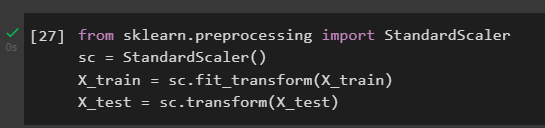 [27] from sklearn.preprocessing import StandardScaler
sc = StandardScaler()
X_train = sc.fit_transform(X_train)
X_test = sc.transform(X_test)
0s